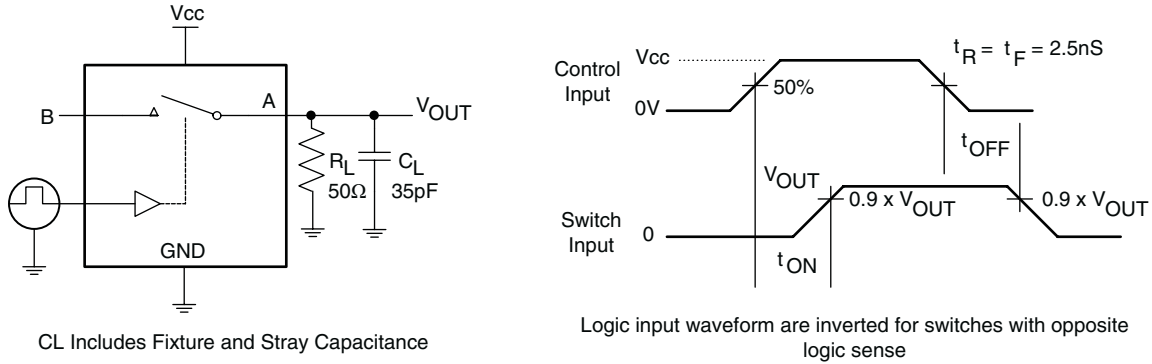 Vcc
B
A
VOUT
RL
50Ω
CL
35pF
GND
CL Includes Fixture and Stray Capacitance
Control
Input
Vcc
0V
50%
tR = tF = 2.5nS
tOFF
Switch
Input
VOUT
0
0.9 x VOUT
0.9 x VOUT
tON
Logic input waveform are inverted for switches with opposite
logic sense